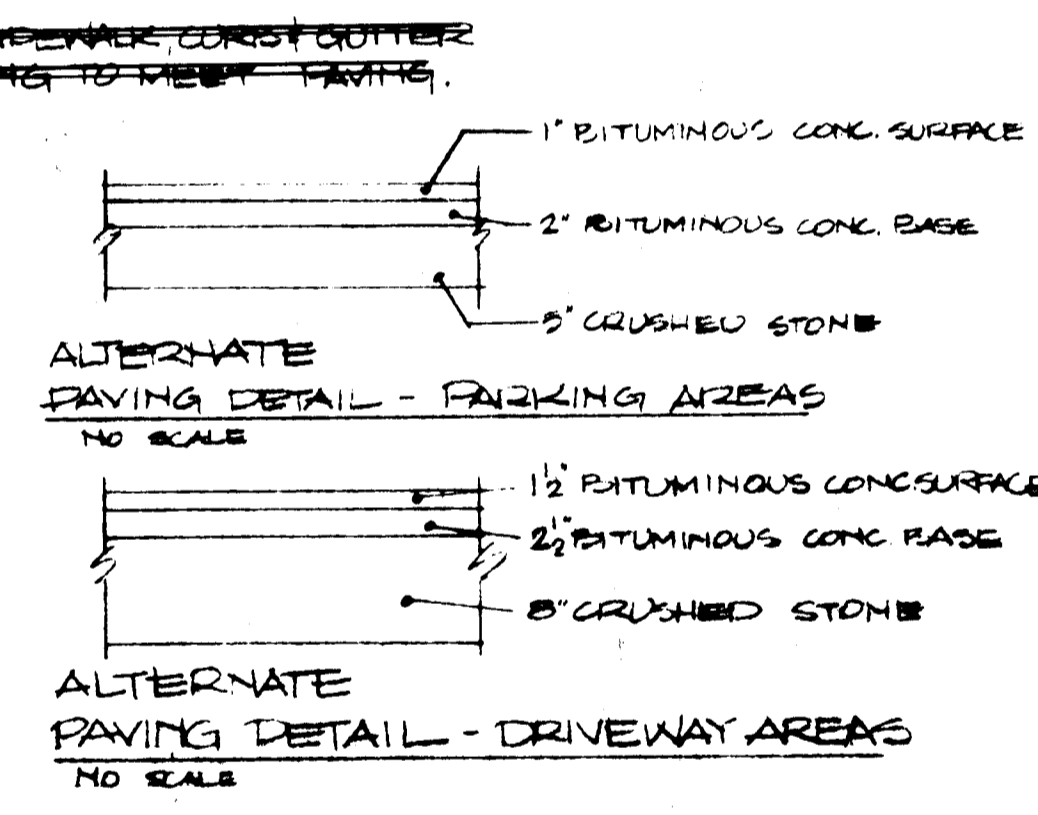 SIDEWALK, CURB & GUTTER
TO MEET PAVING.
1" BITUMINOUS CONC. SURFACE
2" BITUMINOUS CONC. BASE
5" CRUSHED STONE
ALTERNATE
PAVING DETAIL - PARKING AREAS
NO SCALE
1½" BITUMINOUS CONC. SURFACE
2½" BITUMINOUS CONC. BASE
8" CRUSHED STONE
ALTERNATE
PAVING DETAIL - DRIVEWAY AREAS
NO SCALE